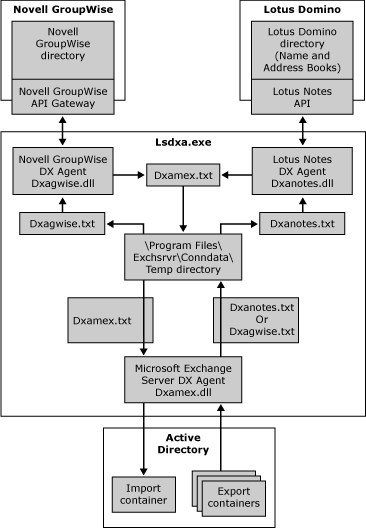 Novell GroupWise
Novell
GroupWise
directory
Novell GroupWise
API Gateway
Lotus Domino
Lotus Domino
directory
(Name and
Address Books)
Lotus Notes
API
Lsdxa.exe
Novell GroupWise
DX Agent
Dxagwise.dll
Dxamex.txt
Lotus Notes
DX Agent
Dxanotes.dll
Dxagwise.txt
Dxanotes.txt
\Program Files\
Exchsrvr\Conndata\
Temp directory
Dxamex.txt
Dxanotes.txt
Or
Dxagwise.txt
Microsoft Exchange
Server DX Agent
Dxamex.dll
Active
Directory
Import
container
Export
containers